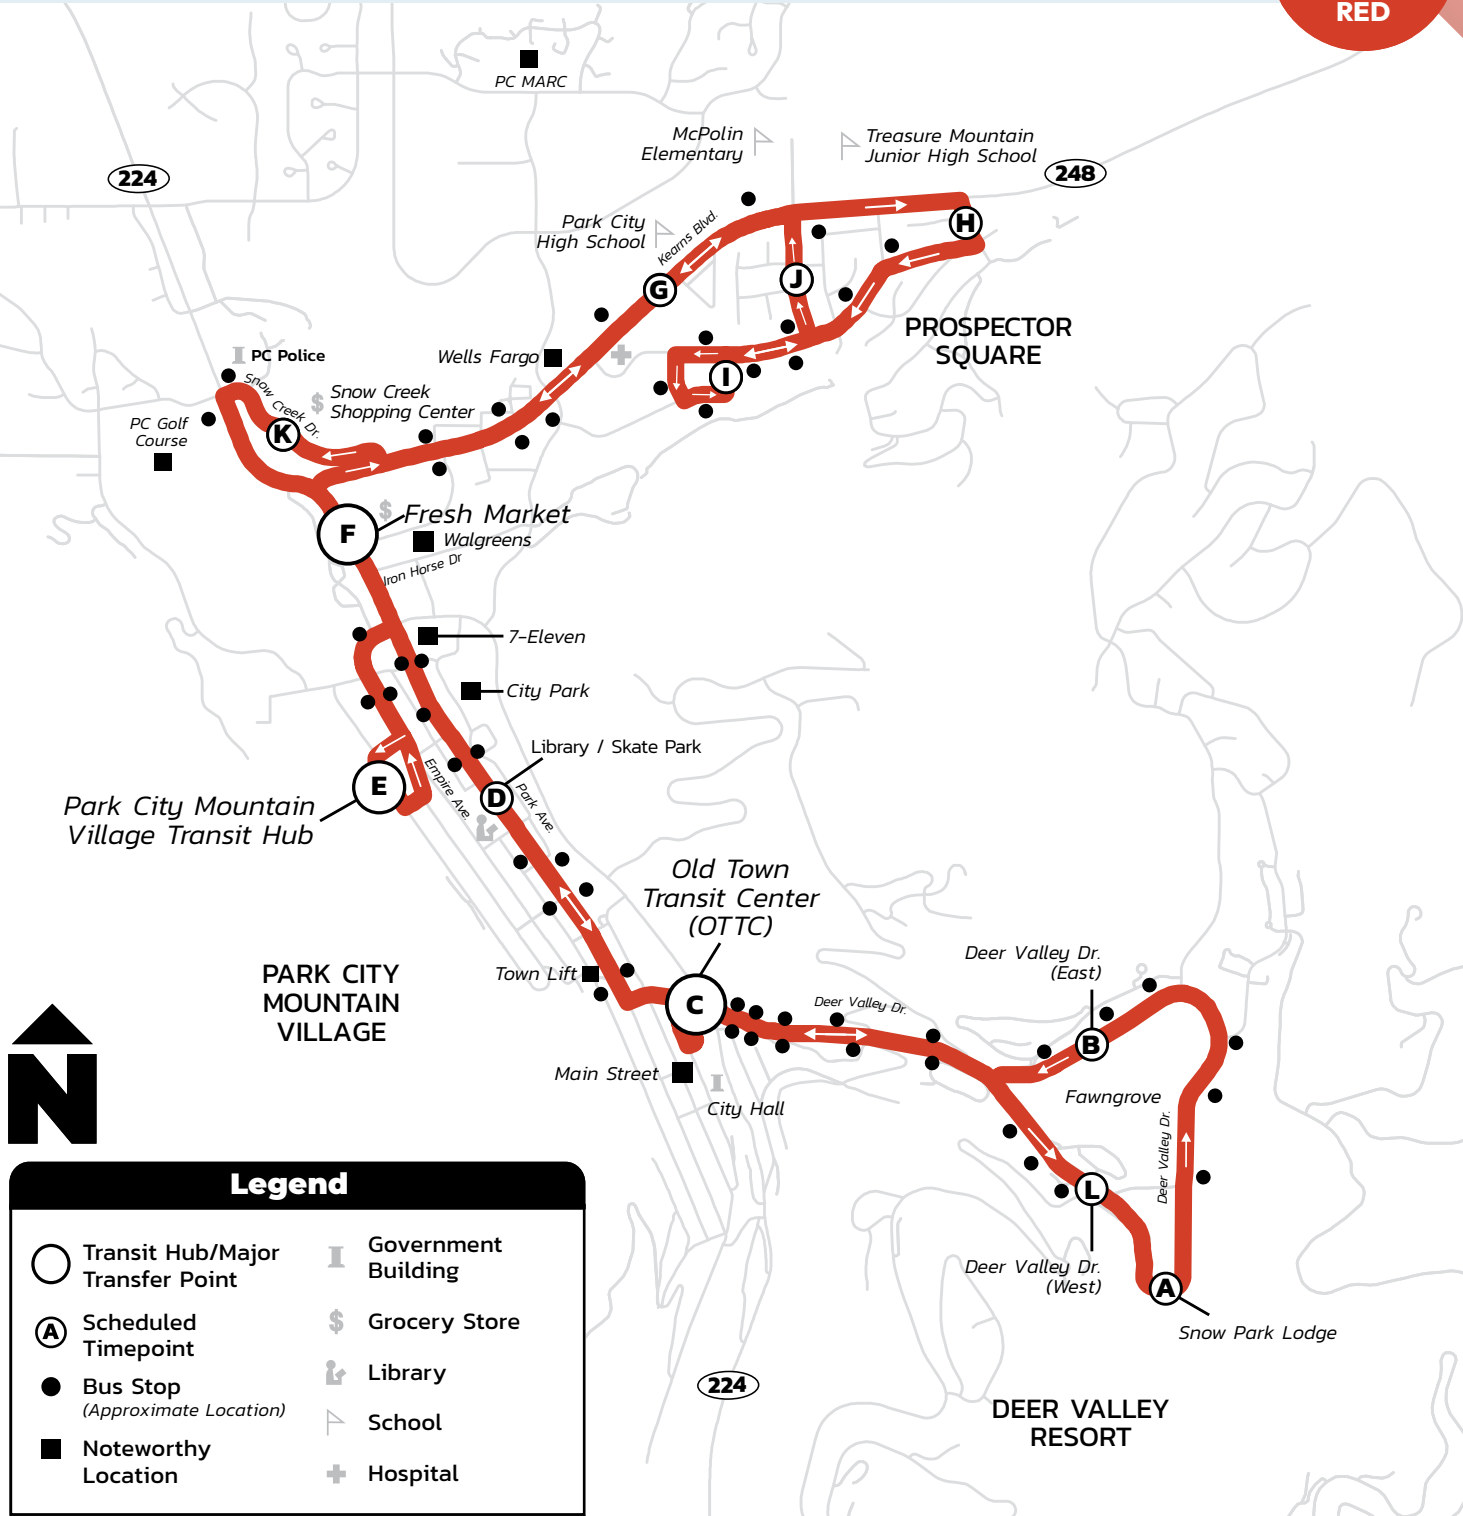 RED
PC MARC
McPolin
Elementary
Treasure Mountain
Junior High School
224
248
Park City
High School
Kearns Blvd.
H
G
J
PROSPECTOR
SQUARE
PC Police
Wells Fargo
I
Snow Creek Dr.
Snow Creek
Shopping Center
$
PC Golf
Course
K
$
Fresh Market
F
Walgreens
Iron Horse Dr
7-Eleven
City Park
Library / Skate Park
E
Empire Ave.
D
Park Ave.
Park City Mountain
Village Transit Hub
Old Town
Transit Center
(OTTC)
PARK CITY
MOUNTAIN
VILLAGE
Town Lift
C
Deer Valley Dr.
Deer Valley Dr.
(East)
B
N
Main Street
City Hall
Fawngrove
Deer Valley Dr.
L
Deer Valley Dr.
(West)
A
Snow Park Lodge
224
DEER VALLEY
RESORT
Legend
Transit Hub/Major
Transfer Point
A
Scheduled
Timepoint
Bus Stop
(Approximate Location)
Noteworthy
Location
Government
Building
$
Grocery Store
Library
School
Hospital